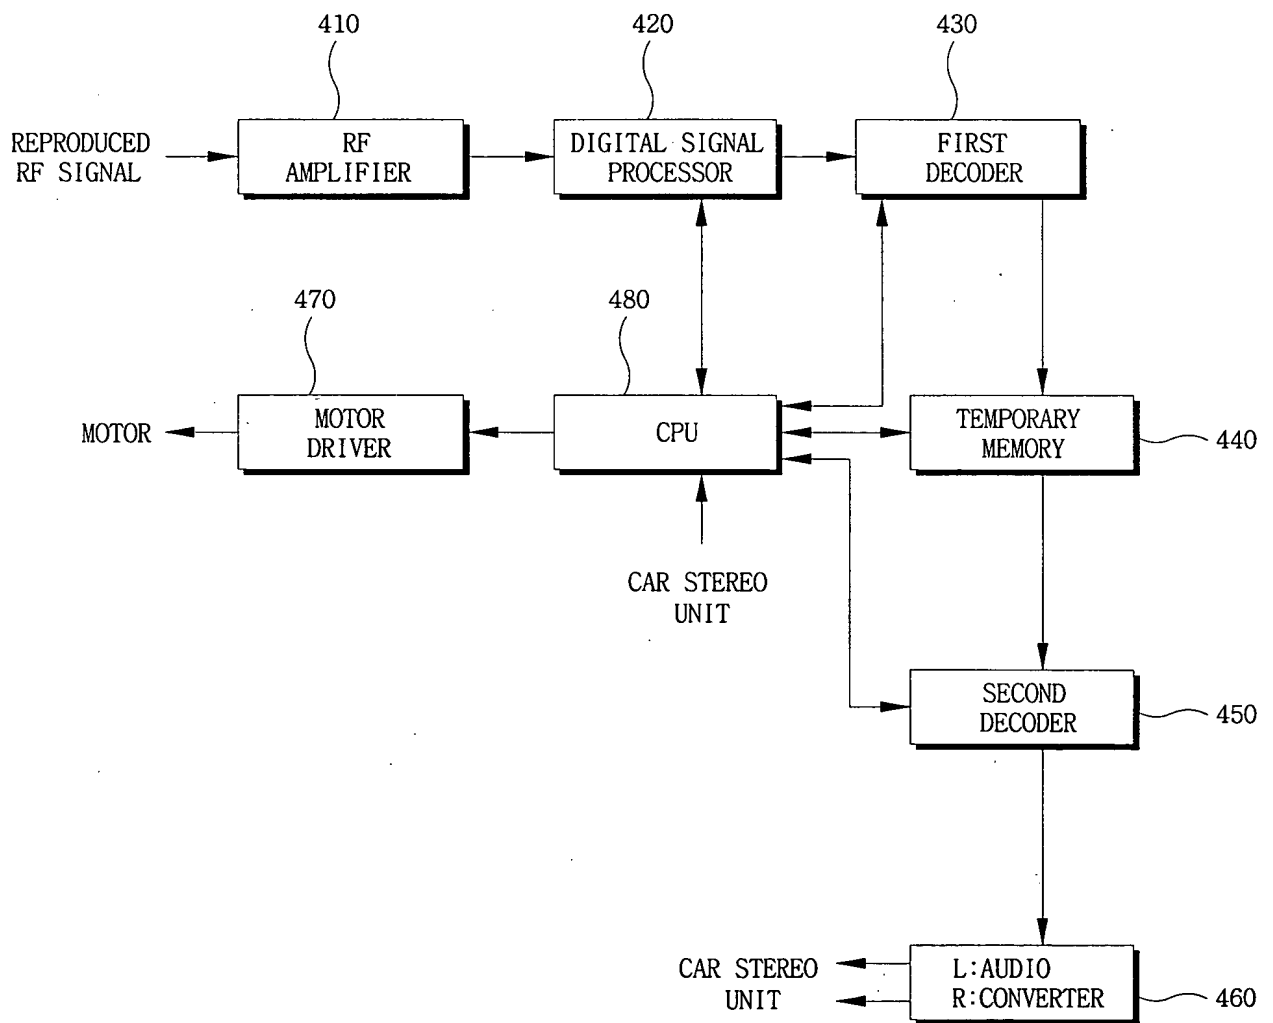 410
420
430
REPRODUCED
RF SIGNAL
RF
AMPLIFIER
DIGITAL SIGNAL
PROCESSOR
FIRST
DECODER
470
480
MOTOR
MOTOR
DRIVER
CPU
TEMPORARY
MEMORY
440
CAR STEREO
UNIT
SECOND
DECODER
450
CAR STEREO
UNIT
L:AUDIO
R:CONVERTER
460